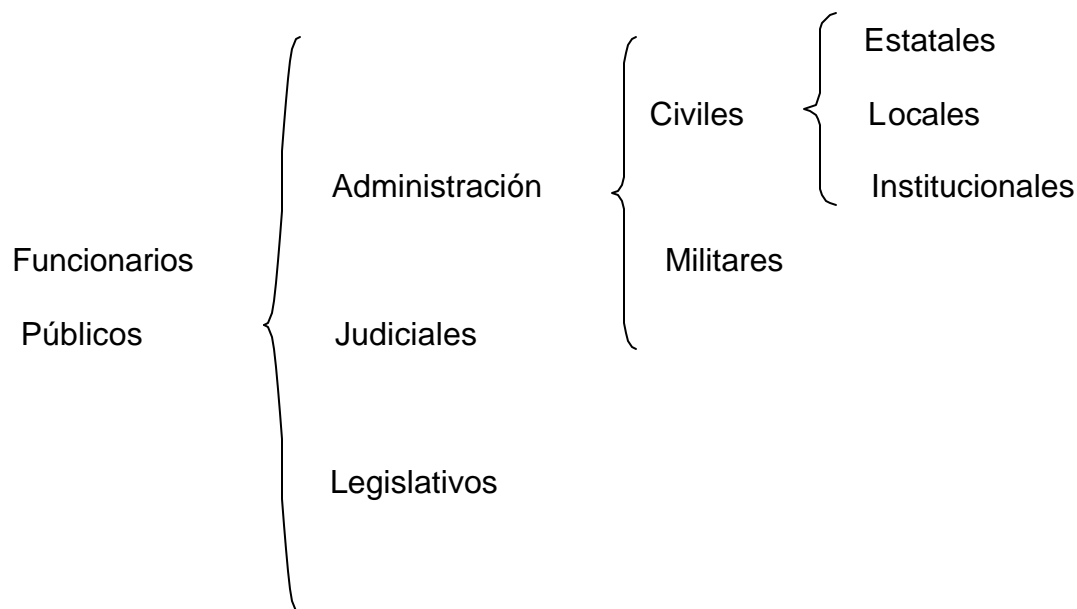 Estatales
Civiles
Locales
Administración
Institucionales
Funcionarios
Militares
Públicos
Judiciales
Legislativos